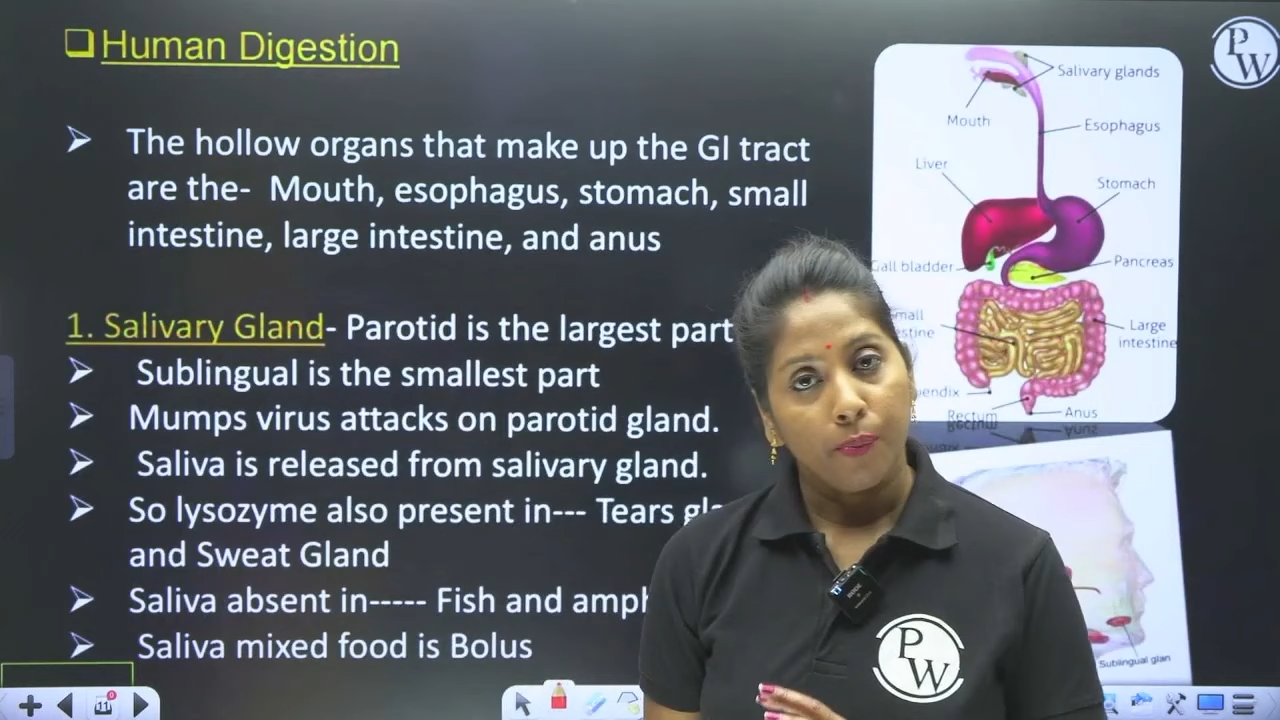 Human Digestion
The hollow organs that make up the GI tract
are the- Mouth, esophagus, stomach, small
intestine, large intestine, and anus
1. Salivary Gland- Parotid is the largest part
Sublingual is the smallest part
Mumps virus attacks on parotid gland.
Saliva is released from salivary gland.
So lysozyme also present in--- Tears
and Sweat Gland
Saliva absent in----- Fish and
Saliva mixed food is Bolus
PW
Salivary glands
Mouth
Esophagus
Liver
Stomach
Gall bladder
Pancreas
Large
intestine
Rectum
Anus
Sublingual glan
PW
11